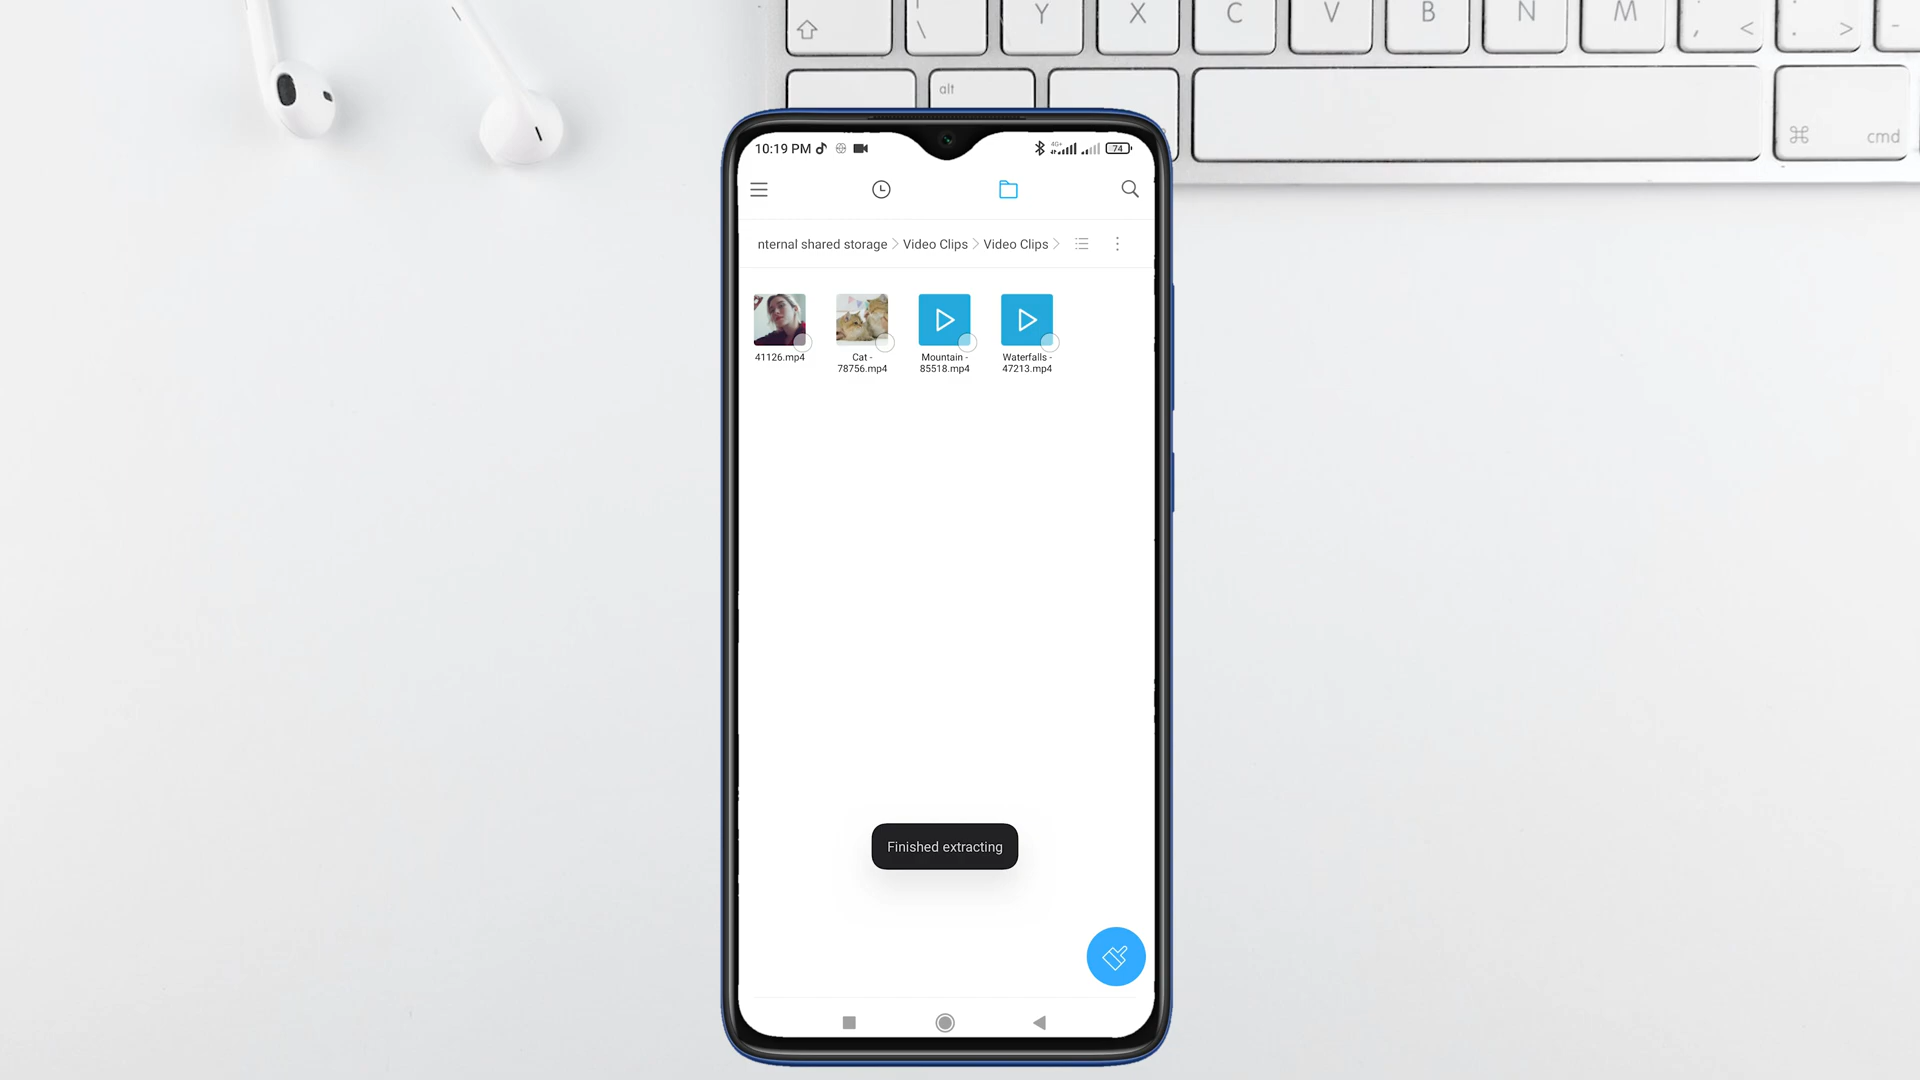 Y X C V B N M , < . > -
\
alt
⌘ cmd
10:19 PM
4G+
74
nternal shared storage > Video Clips > Video Clips >
41126.mp4
Cat -
78756.mp4
Mountain -
85518.mp4
Waterfalls -
47213.mp4
Finished extracting